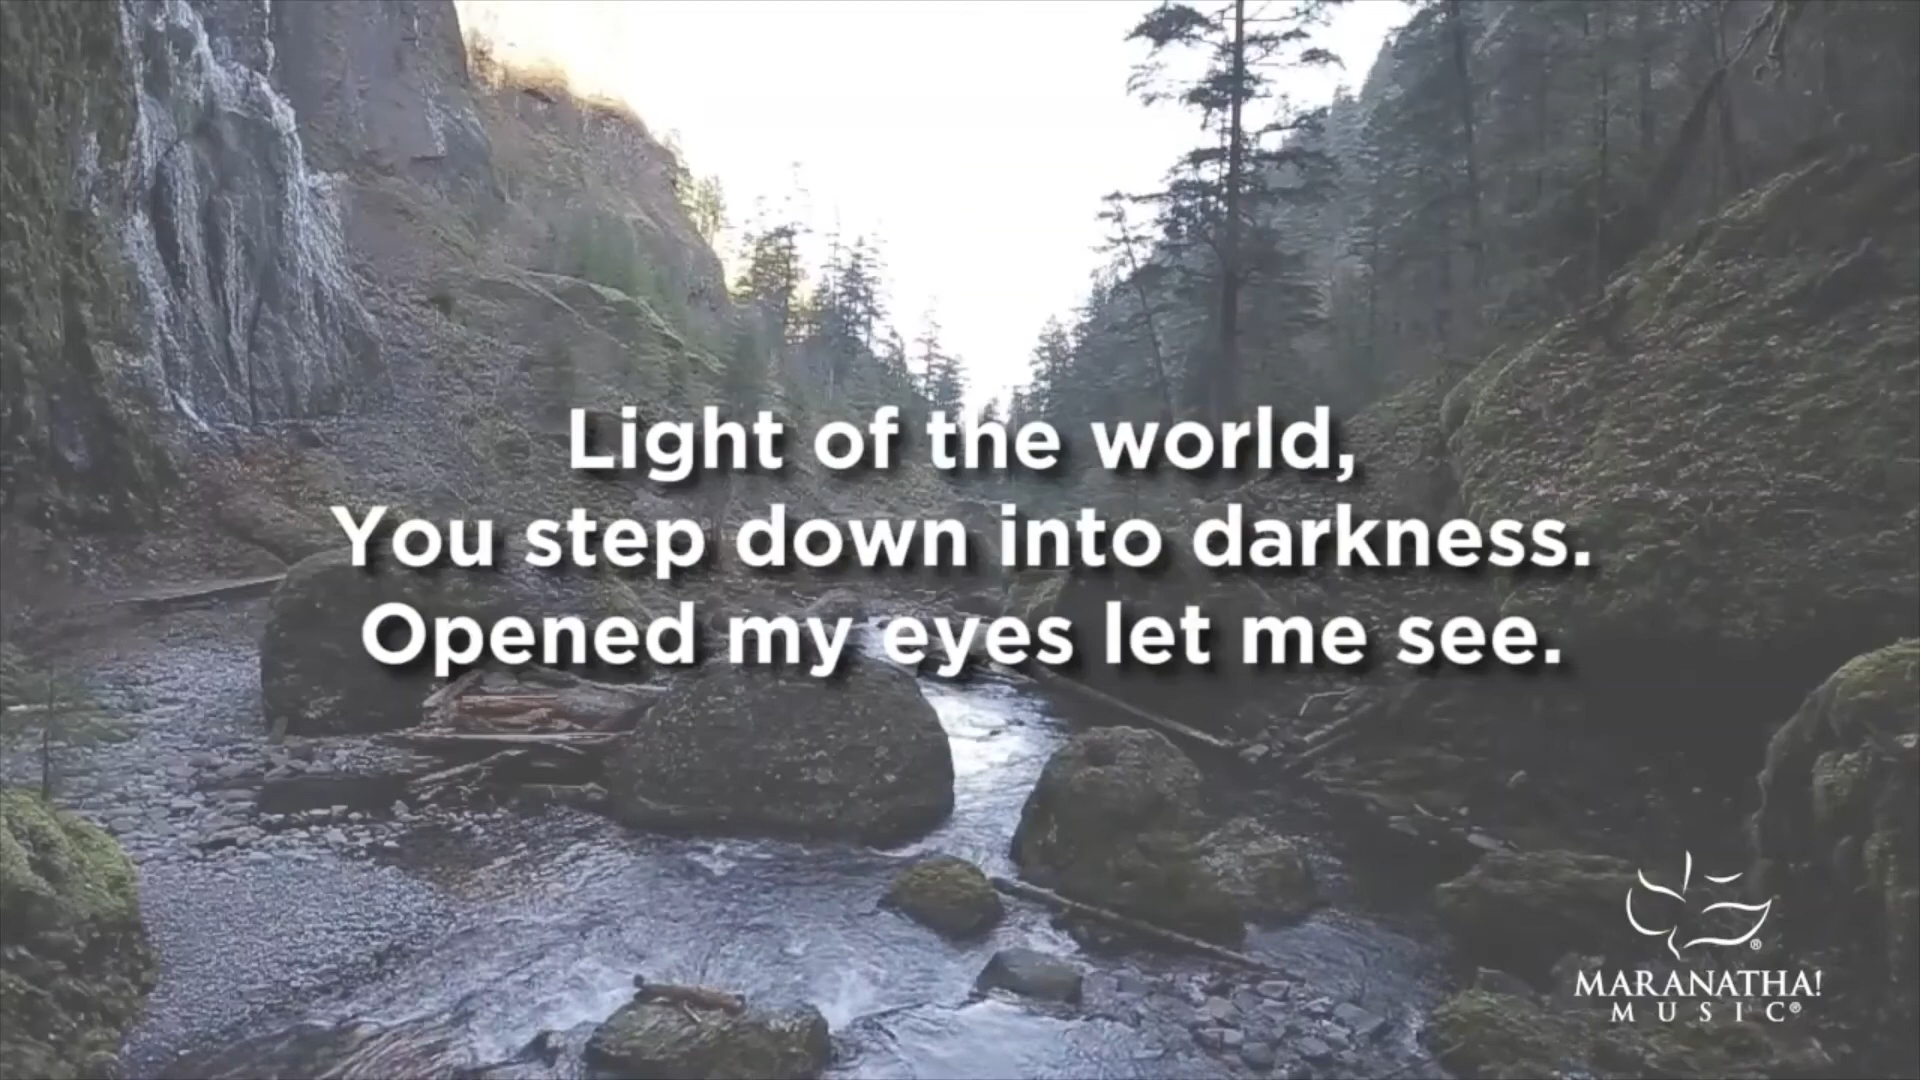 Light of the world,
You step down into darkness.
Opened my eyes let me see.
®
MARANATHA!
MUSIC®